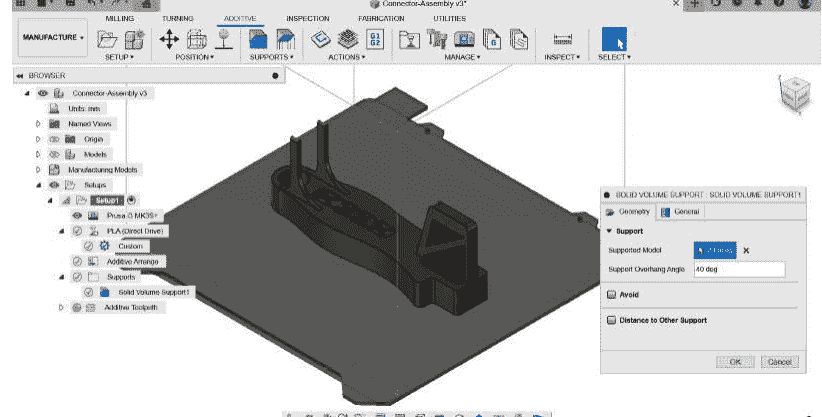 Connector-Assembly v3*
MILLING TURNING ADDITIVE INSPECTION FABRICATION UTILITIES
MANUFACTURE
G1
G2
G
SETUP POSITION SUPPORTS ACTIONS MANAGE INSPECT SELECT
BROWSER
Connector-Assembly v3
Units: mm
Named Views
Origin
Models
Manufacturing Models
Setups
Setup1
Prusa i3 MK3S+
PLA (Direct Drive)
Custom
Additive Arrange
Supports
Solid Volume Support1
Additive Toolpath
SOLID VOLUME SUPPORT : SOLID VOLUME SUPPORT1
Geometry General
Support
Supported Model
Support Overhang Angle 40 deg
Avoid
Distance to Other Support
OK Cancel